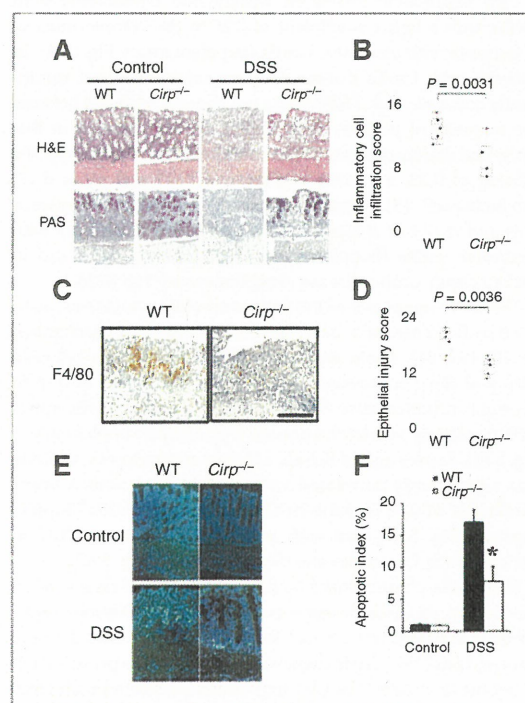 A
Control
DSS
WT
Cirp–/–
WT
Cirp–/–
H&E
PAS
B
P = 0.0031
Inflammatory cell
infiltration score
16
8
0
WT
Cirp–/–
C
WT
Cirp–/–
F4/80
D
P = 0.0036
Epithelial injury score
24
12
0
WT
Cirp–/–
E
WT
Cirp–/–
Control
DSS
F
WT
Cirp–/–
Apoptotic index (%)
20
15
10
5
0
*
Control
DSS